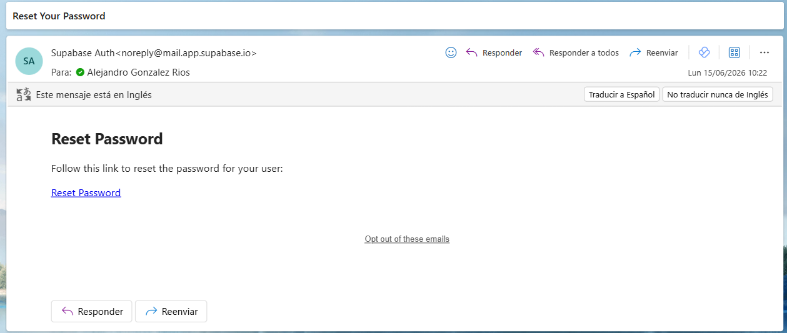 Reset Your Password
SA
Supabase Auth<noreply@mail.app.supabase.io>
Responder
Responder a todos
Reenviar
Para: Alejandro Gonzalez Rios
Lun 15/06/2026 10:22
Este mensaje está en Inglés
Traducir a Español
No traducir nunca de Inglés
Reset Password
Follow this link to reset the password for your user:
Reset Password
Opt out of these emails
Responder
Reenviar